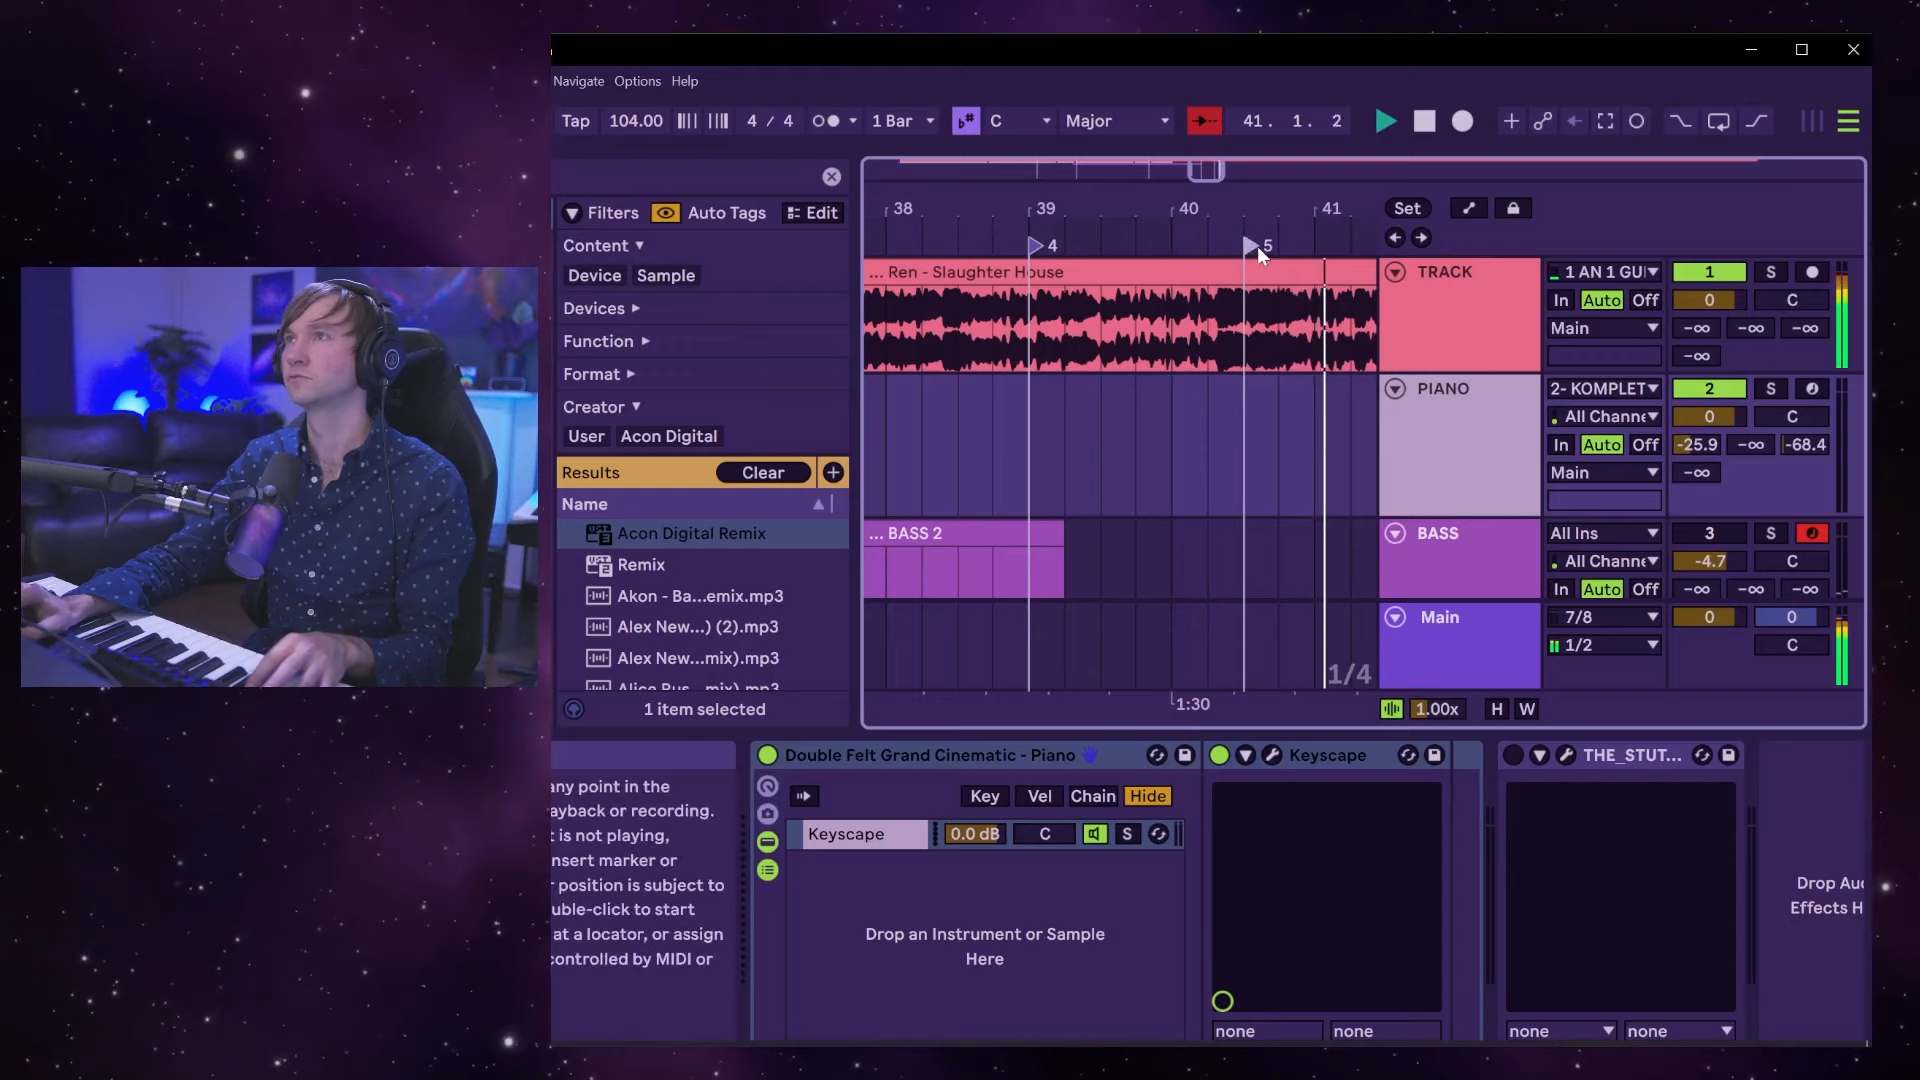 Navigate Options Help
Tap 104.00 4 / 4 1 Bar C Major 41. 1. 2
Filters Auto Tags Edit
Content
Device Sample
Devices
Function
Format
Creator
User Acon Digital
Results Clear
Name
Acon Digital Remix
Remix
Akon - Ba...emix.mp3
Alex New...) (2).mp3
Alex New...mix).mp3
1 item selected
38 39 40 41
4 5
Set
... Ren - Slaughter House
... BASS 2
1/4
1:30
TRACK 1 AN 1 GUI 1 S
In Auto Off 0 C
Main -∞ -∞ -∞
-∞
PIANO 2- KOMPLET 2 S
All Channe 0 C
In Auto Off -25.9 -∞ -68.4
Main -∞
BASS All Ins 3 S
All Channe -4.7 C
In Auto Off -∞ -∞ -∞
Main 7/8 0 0
1/2 C
1.00x H W
any point in the
ayback or recording.
t is not playing,
nsert marker or
r position is subject to
uble-click to start
at a locator, or assign
controlled by MIDI or
Double Felt Grand Cinematic - Piano
Key Vel Chain Hide
Keyscape 0.0 dB C S
Drop an Instrument or Sample
Here
Keyscape
none none
THE_STUT...
none none
Drop Au
Effects H